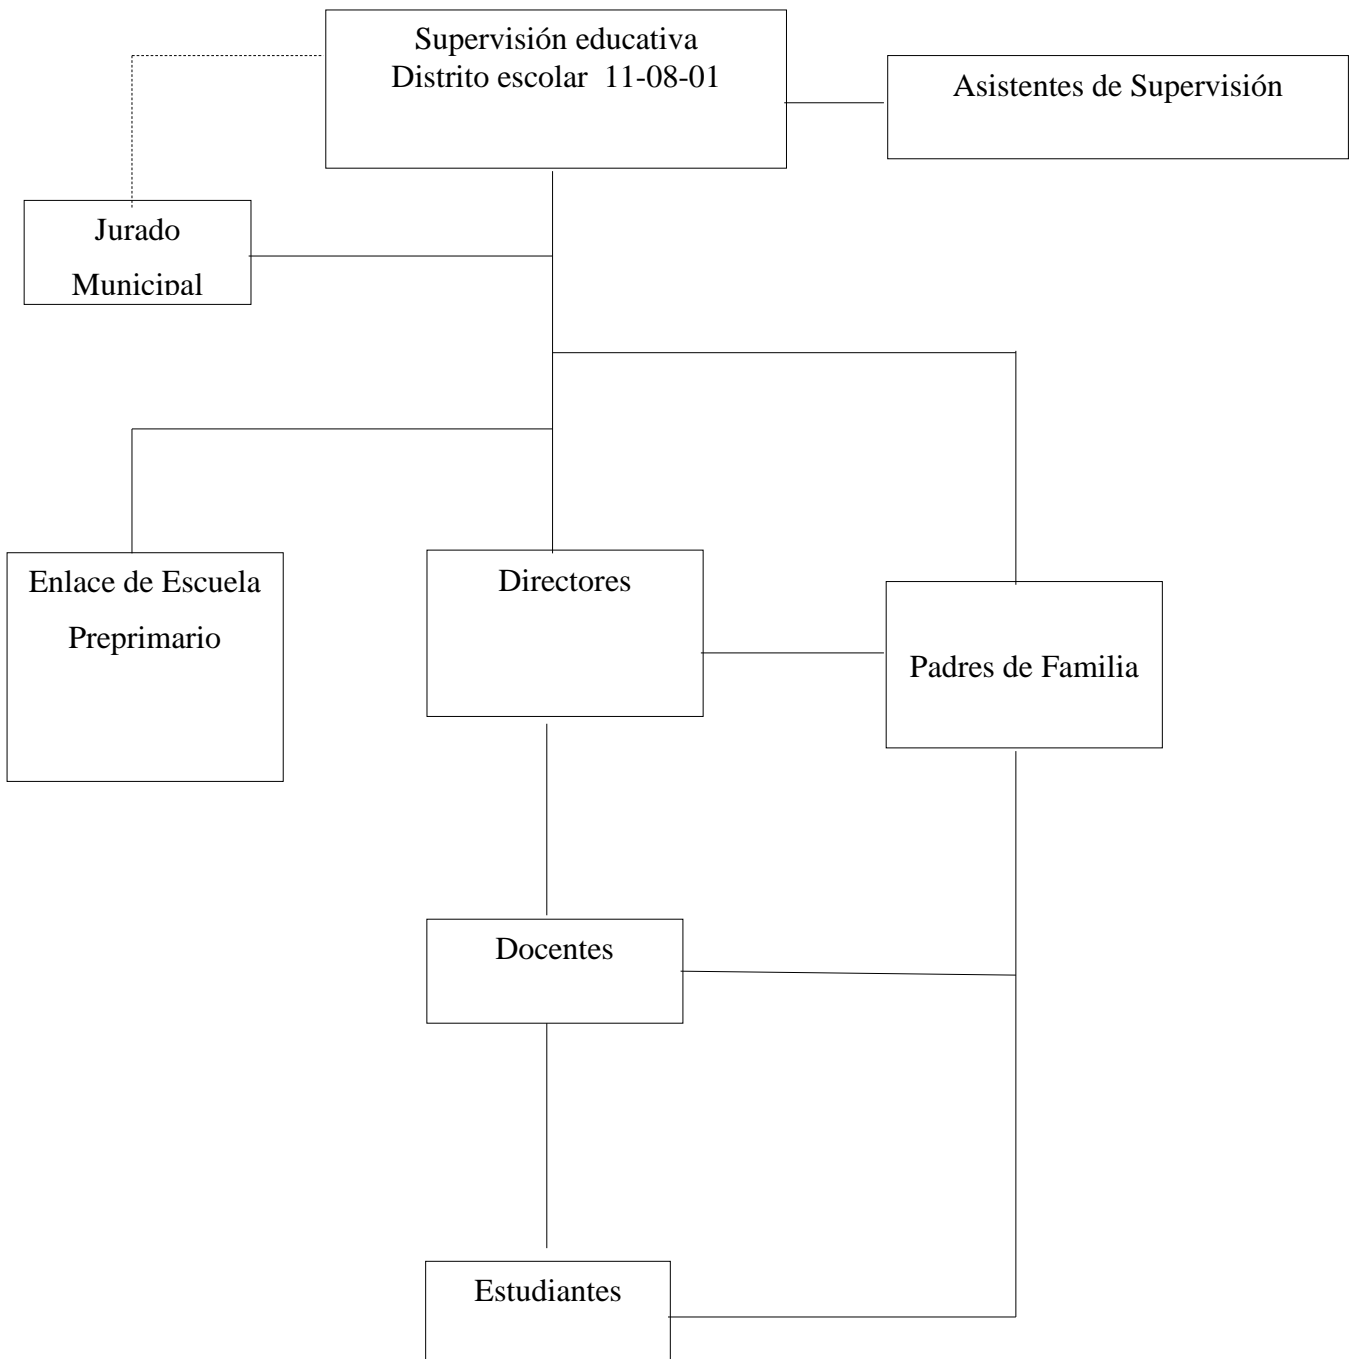 Supervisión educativa
Distrito escolar 11-08-01
Asistentes de Supervisión
Jurado
Municipal
Enlace de Escuela
Preprimario
Directores
Padres de Familia
Docentes
Estudiantes